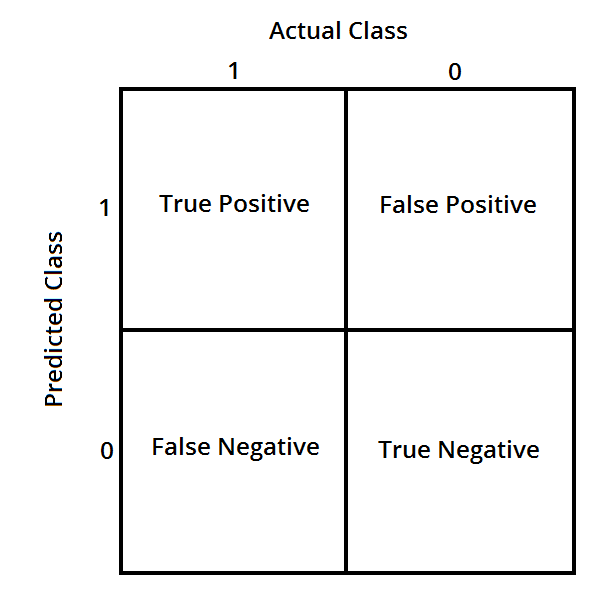 Actual Class
1
0
Predicted Class
1
True Positive
False Positive
0
False Negative
True Negative